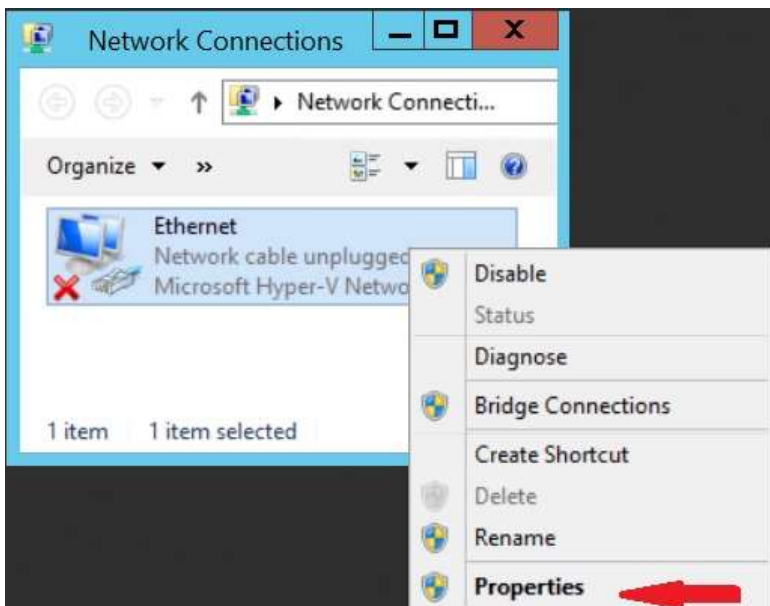 Network Connections
Network Connecti...
Organize
Ethernet
Network cable unplugged
Microsoft Hyper-V Netwo
1 item 1 item selected
Disable
Status
Diagnose
Bridge Connections
Create Shortcut
Delete
Rename
Properties